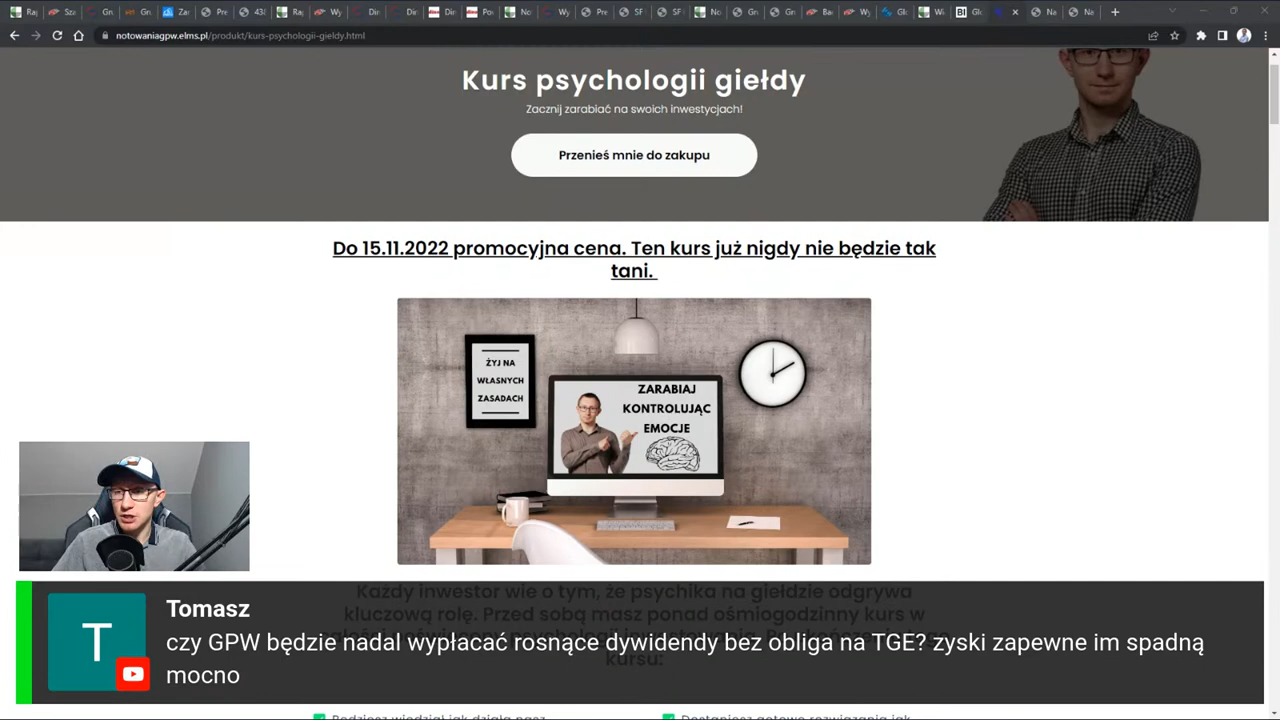 notowaniagpw.elms.pl/produkt/kurs-psychologii-gieldy.html
Kurs psychologii giełdy
Zacznij zarabiać na swoich inwestycjach!
Przenieś mnie do zakupu
Do 15.11.2022 promocyjna cena. Ten kurs już nigdy nie będzie tak
tani.
ŻYJ NA
WŁASNYCH
ZASADACH
ZARABIAJ
KONTROLUJĄC
EMOCJE
Każdy inwestor wie o tym, że psychika na giełdzie odgrywa
kluczową rolę. Przed sobą masz ponad ośmiogodzinny kurs w
kursu:
Tomasz
czy GPW będzie nadal wypłacać rosnące dywidendy bez obliga na TGE? zyski zapewne im spadną
mocno
T